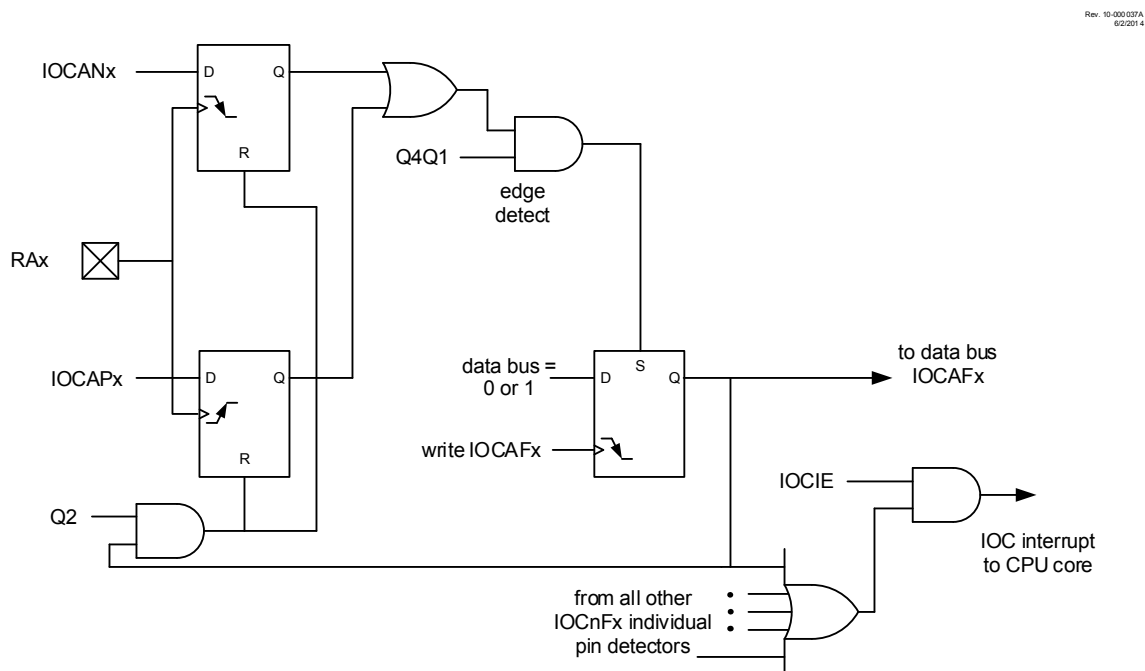 Rev. 10-000037A
6/2/2014
IOCANx
D
Q
R
Q4Q1
edge
detect
RAx
IOCAPx
D
Q
R
data bus =
0 or 1
S
D
Q
to data bus
IOCAFx
write IOCAFx
IOCIE
Q2
IOC interrupt
to CPU core
from all other
IOCnFx individual
pin detectors